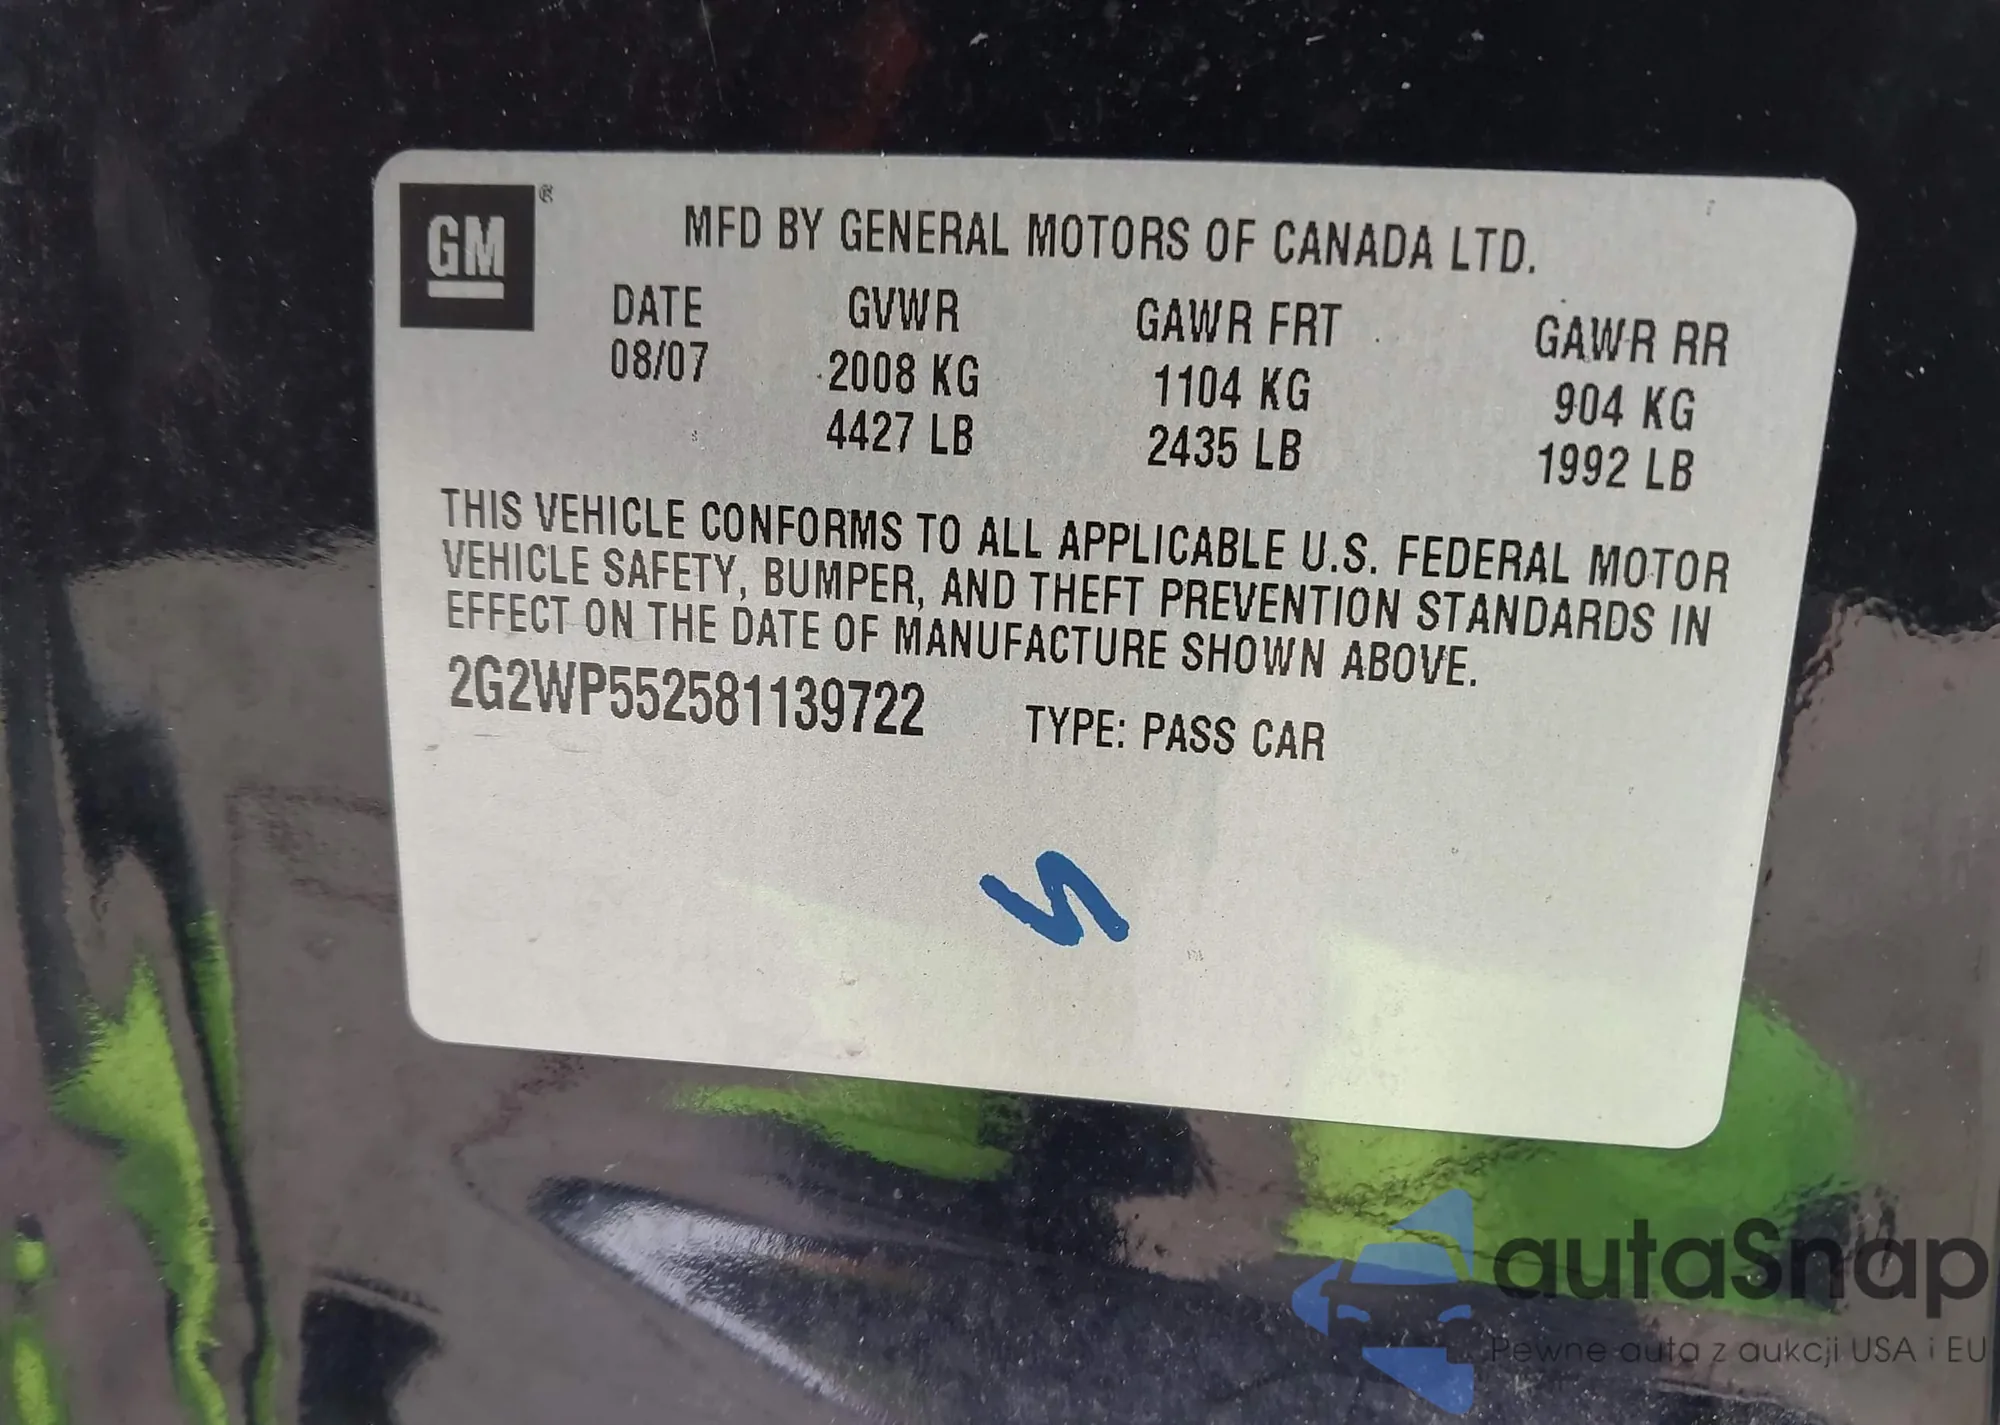 GM ®
MFD BY GENERAL MOTORS OF CANADA LTD.
DATE GVWR GAWR FRT GAWR RR
08/07 2008 KG 1104 KG 904 KG
4427 LB 2435 LB 1992 LB
THIS VEHICLE CONFORMS TO ALL APPLICABLE U.S. FEDERAL MOTOR
VEHICLE SAFETY, BUMPER, AND THEFT PREVENTION STANDARDS IN
EFFECT ON THE DATE OF MANUFACTURE SHOWN ABOVE.
2G2WP552581139722 TYPE: PASS CAR
autaSnap
Pewne auta z aukcji USA i EU